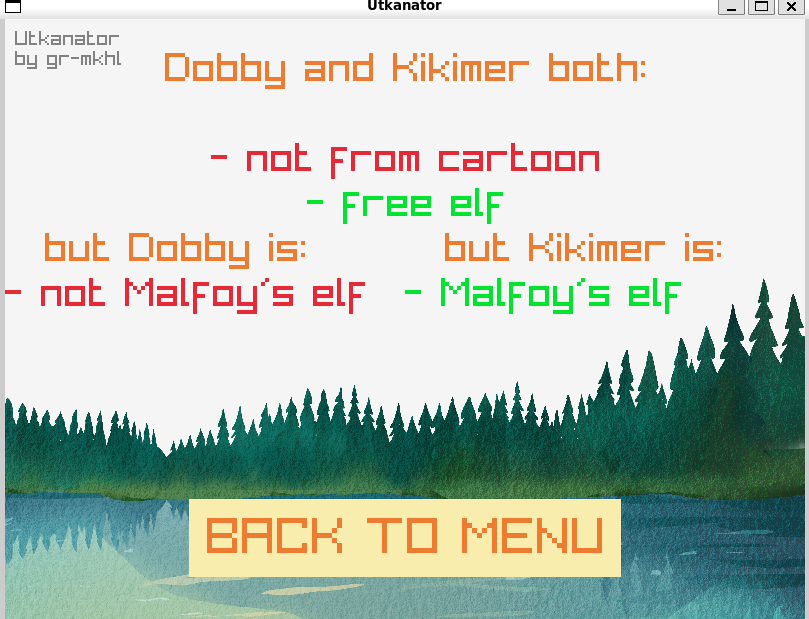 Utkanator
Utkanator
by gr-mkhl
Dobby and Kikimer both:
- not from cartoon
- free elf
but Dobby is:
but Kikimer is:
- not Malfoy's elf
- Malfoy's elf
BACK TO MENU